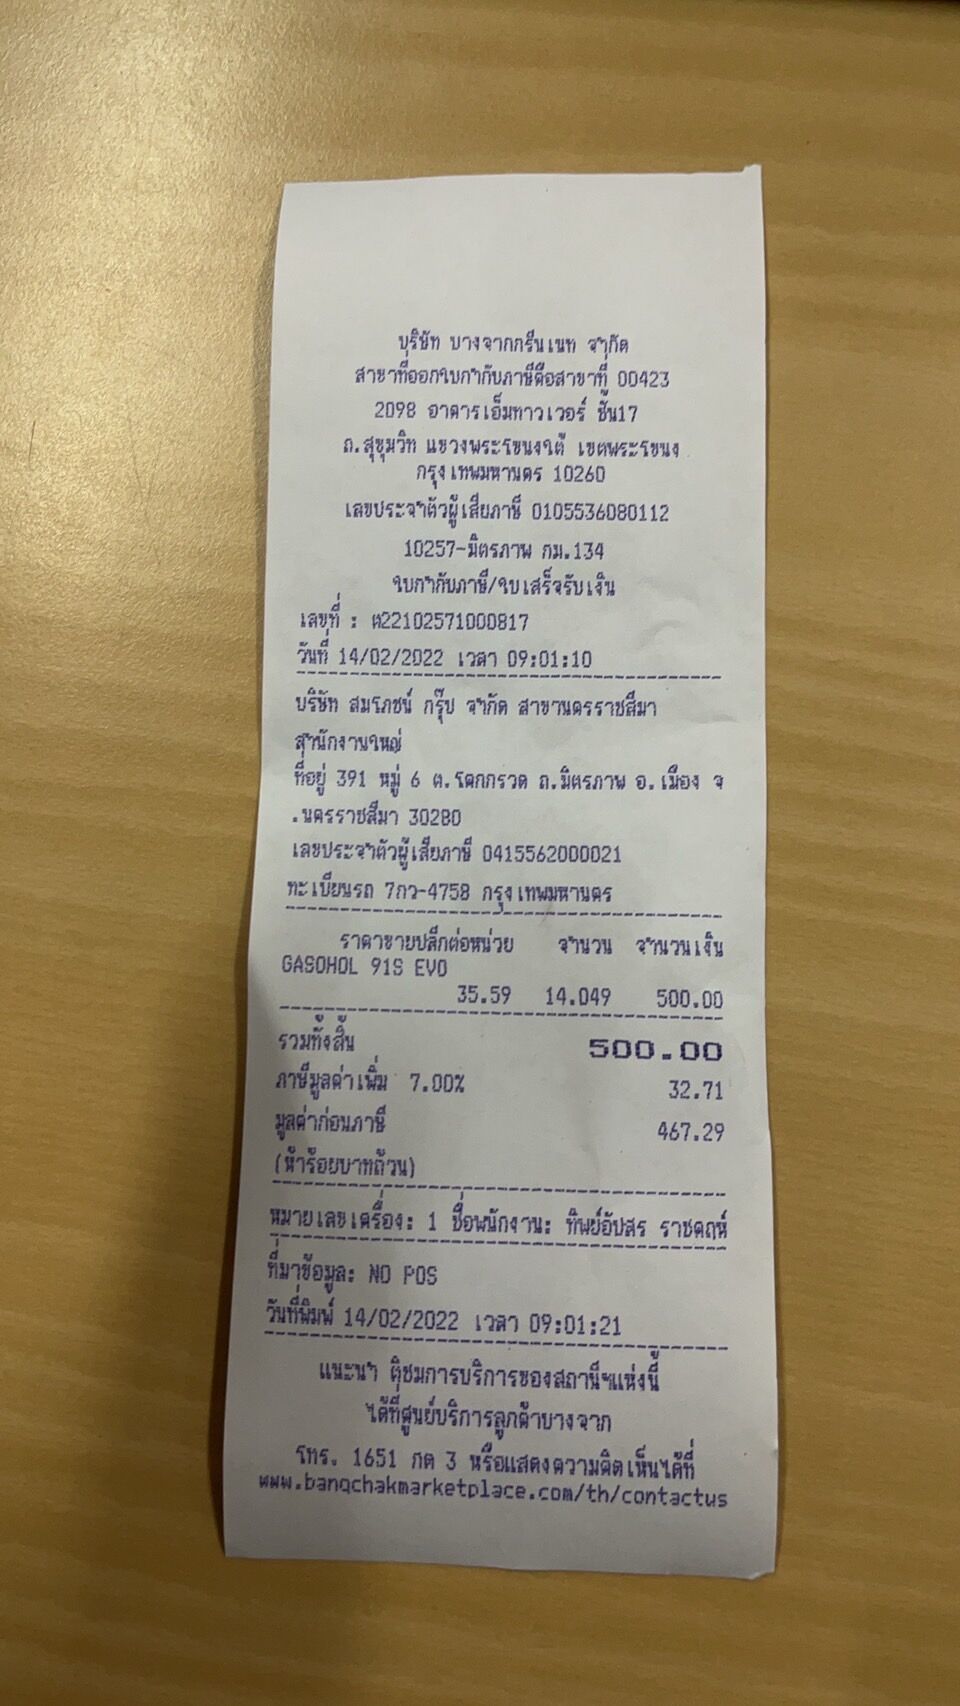 บริษัท บางจากกรีนเนท จำกัด
สาขาที่ออกใบกำกับภาษีคือสาขาที่ 00423
2098 อาคารเอ็มทาวเวอร์ ชั้น17
ถ.สุขุมวิท แขวงพระโขนงใต้ เขตพระโขนง
กรุงเทพมหานคร 10260
เลขประจำตัวผู้เสียภาษี 0105536080112
10257-มิตรภาพ กม.134
ใบกำกับภาษี/ใบเสร็จรับเงิน
เลขที่ : ต22102571000817
วันที่ 14/02/2022 เวลา 09:01:10
บริษัท สมโภชน์ กรุ๊ป จำกัด สาขานครราชสีมา
สำนักงานใหญ่
ที่อยู่ 391 หมู่ 6 ต.โคกกรวด ถ.มิตรภาพ อ.เมือง จ
.นครราชสีมา 30280
เลขประจำตัวผู้เสียภาษี 0415562000021
ทะเบียนรถ 7กว-4758 กรุงเทพมหานคร
ราคาขายปลีกต่อหน่วย จำนวน จำนวนเงิน
GASOHOL 91S EVO
35.59 14.049 500.00
รวมทั้งสิ้น 500.00
ภาษีมูลค่าเพิ่ม 7.00% 32.71
มูลค่าก่อนภาษี 467.29
(ห้าร้อยบาทถ้วน)
หมายเลขเครื่อง: 1 ชื่อพนักงาน: ทิพย์อัปสร ราชคฤห์
ที่มาข้อมูล: NO POS
วันที่พิมพ์ 14/02/2022 เวลา 09:01:21
แนะนำ ติชมการบริการของสถานีฯแห่งนี้
ได้ที่ศูนย์บริการลูกค้าบางจาก
โทร. 1651 กด 3 หรือแสดงความคิดเห็นได้ที่
www.bangchakmarketplace.com/th/contactus